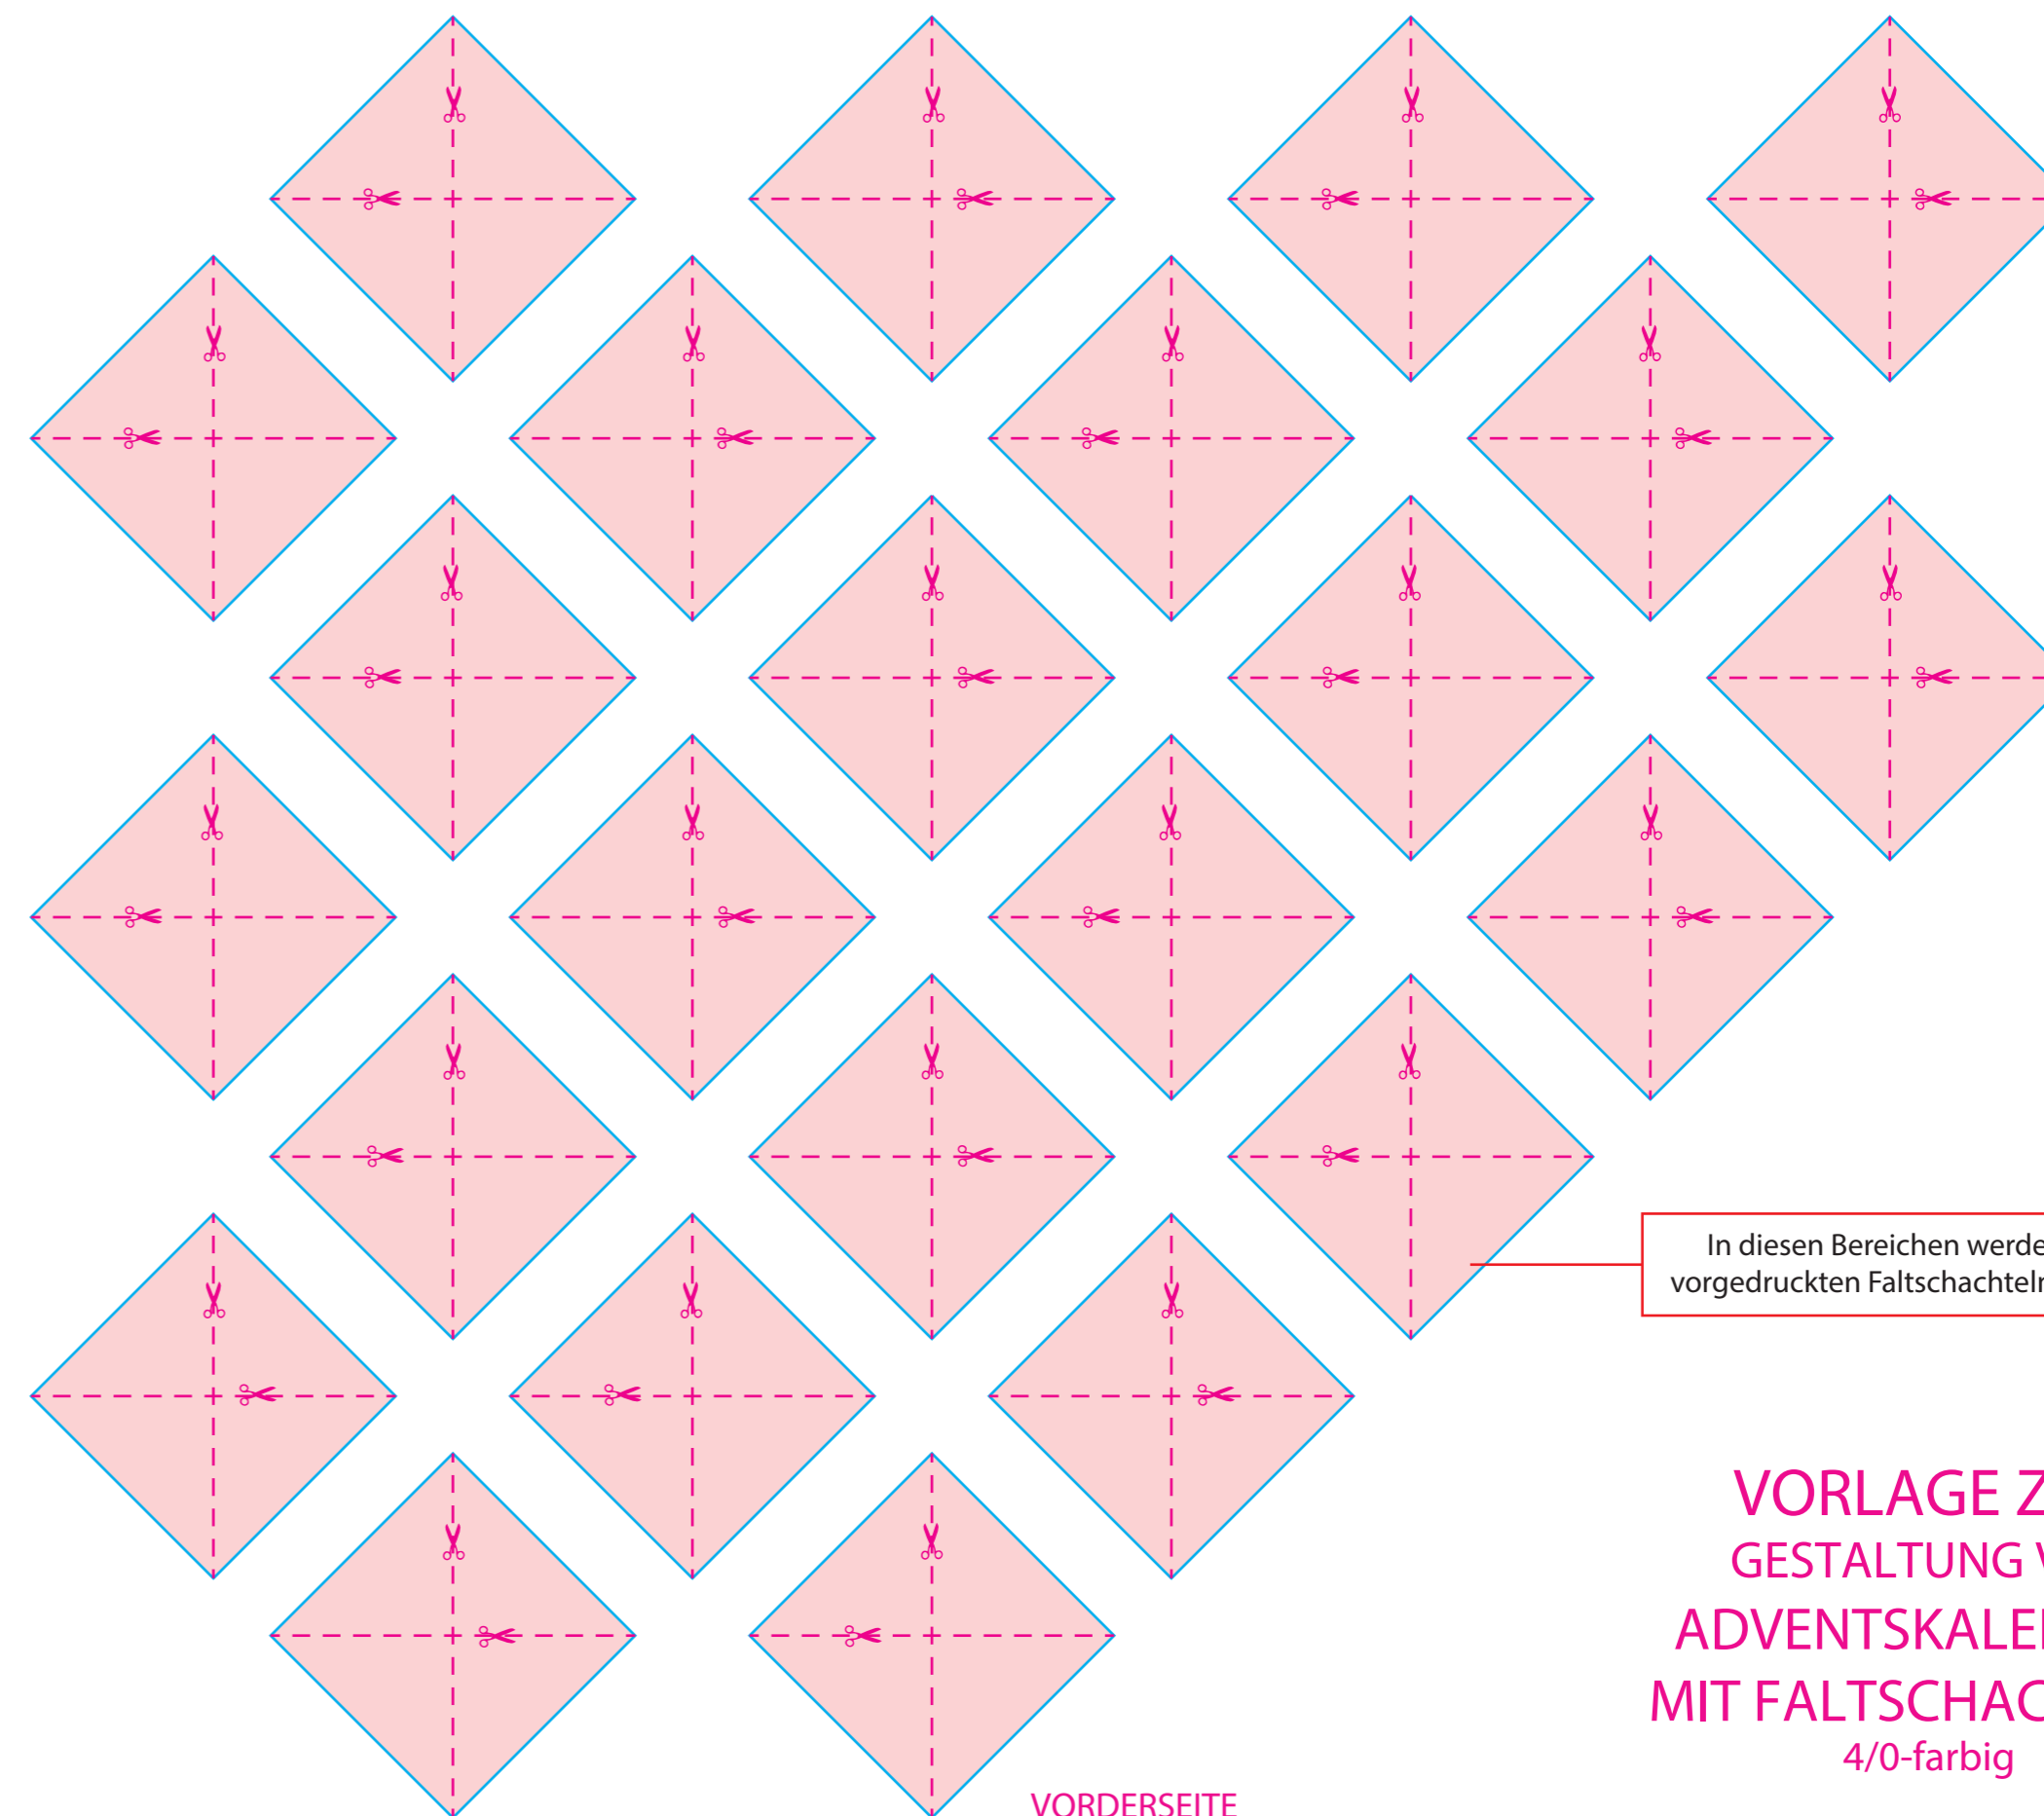 In diesen Bereichen werde
vorgedruckten Faltschachteln
VORLAGE Z
GESTALTUNG V
ADVENTSKALE
MIT FALTSCHAC
4/0-farbig
VORDERSEITE